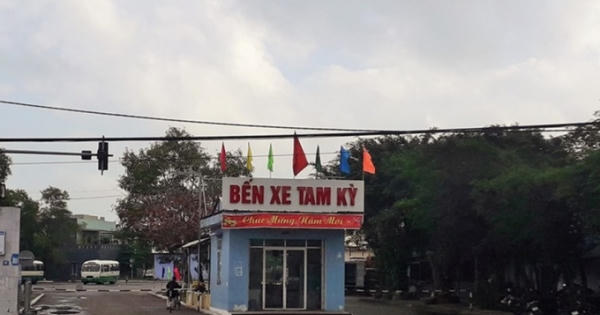 BẾN XE TAM KỲ
Chúc Mừng Năm Mới